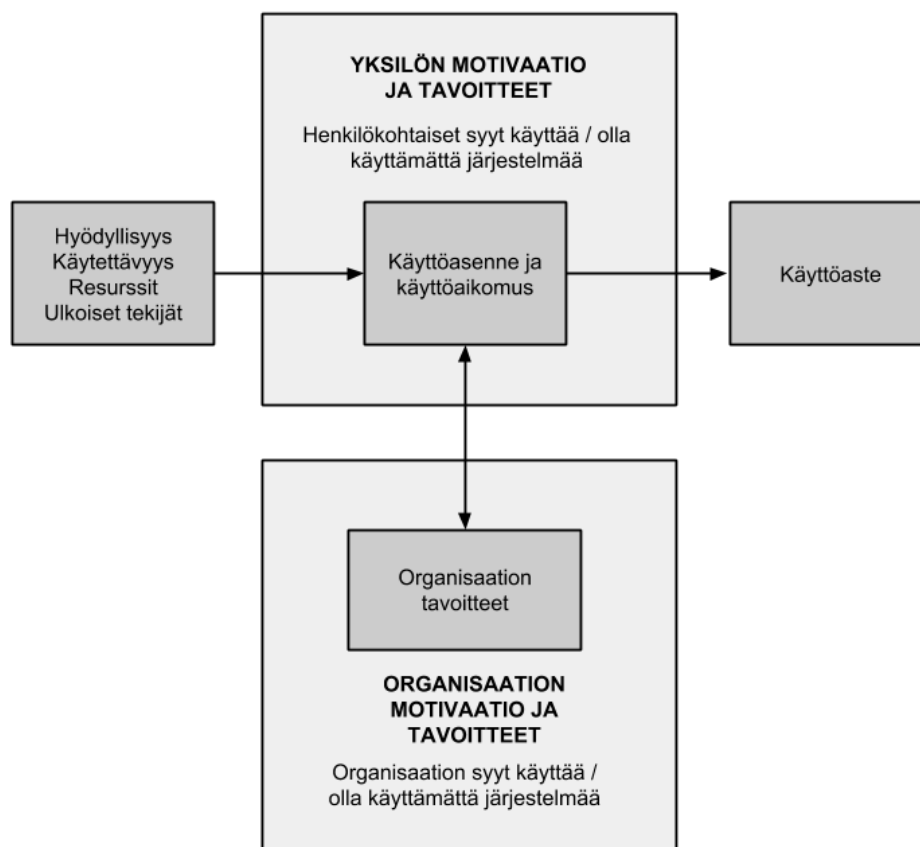 YKSILÖN MOTIVAATIO
JA TAVOITTEET
Henkilökohtaiset syyt käyttää / olla
käyttämättä järjestelmää
Hyödyllisyys
Käytettävyys
Resurssit
Ulkoiset tekijät
Käyttöasenne ja
käyttöaikomus
Käyttöaste
Organisaation
tavoitteet
ORGANISAATION
MOTIVAATIO JA
TAVOITTEET
Organisaation syyt käyttää /
olla käyttämättä järjestelmää